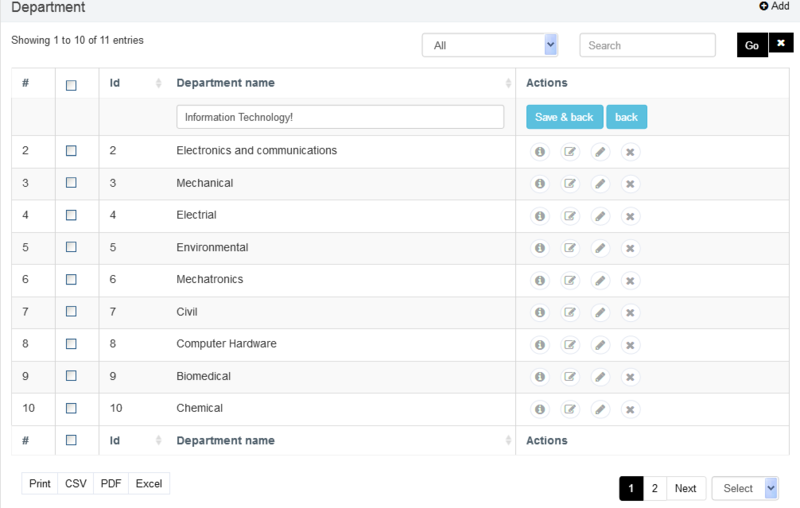 Department Add
Showing 1 to 10 of 11 entries All Search Go
# Id Department name Actions
Information Technology! Save & back back
2 2 Electronics and communications
3 3 Mechanical
4 4 Electrial
5 5 Environmental
6 6 Mechatronics
7 7 Civil
8 8 Computer Hardware
9 9 Biomedical
10 10 Chemical
# Id Department name Actions
Print CSV PDF Excel 1 2 Next Select